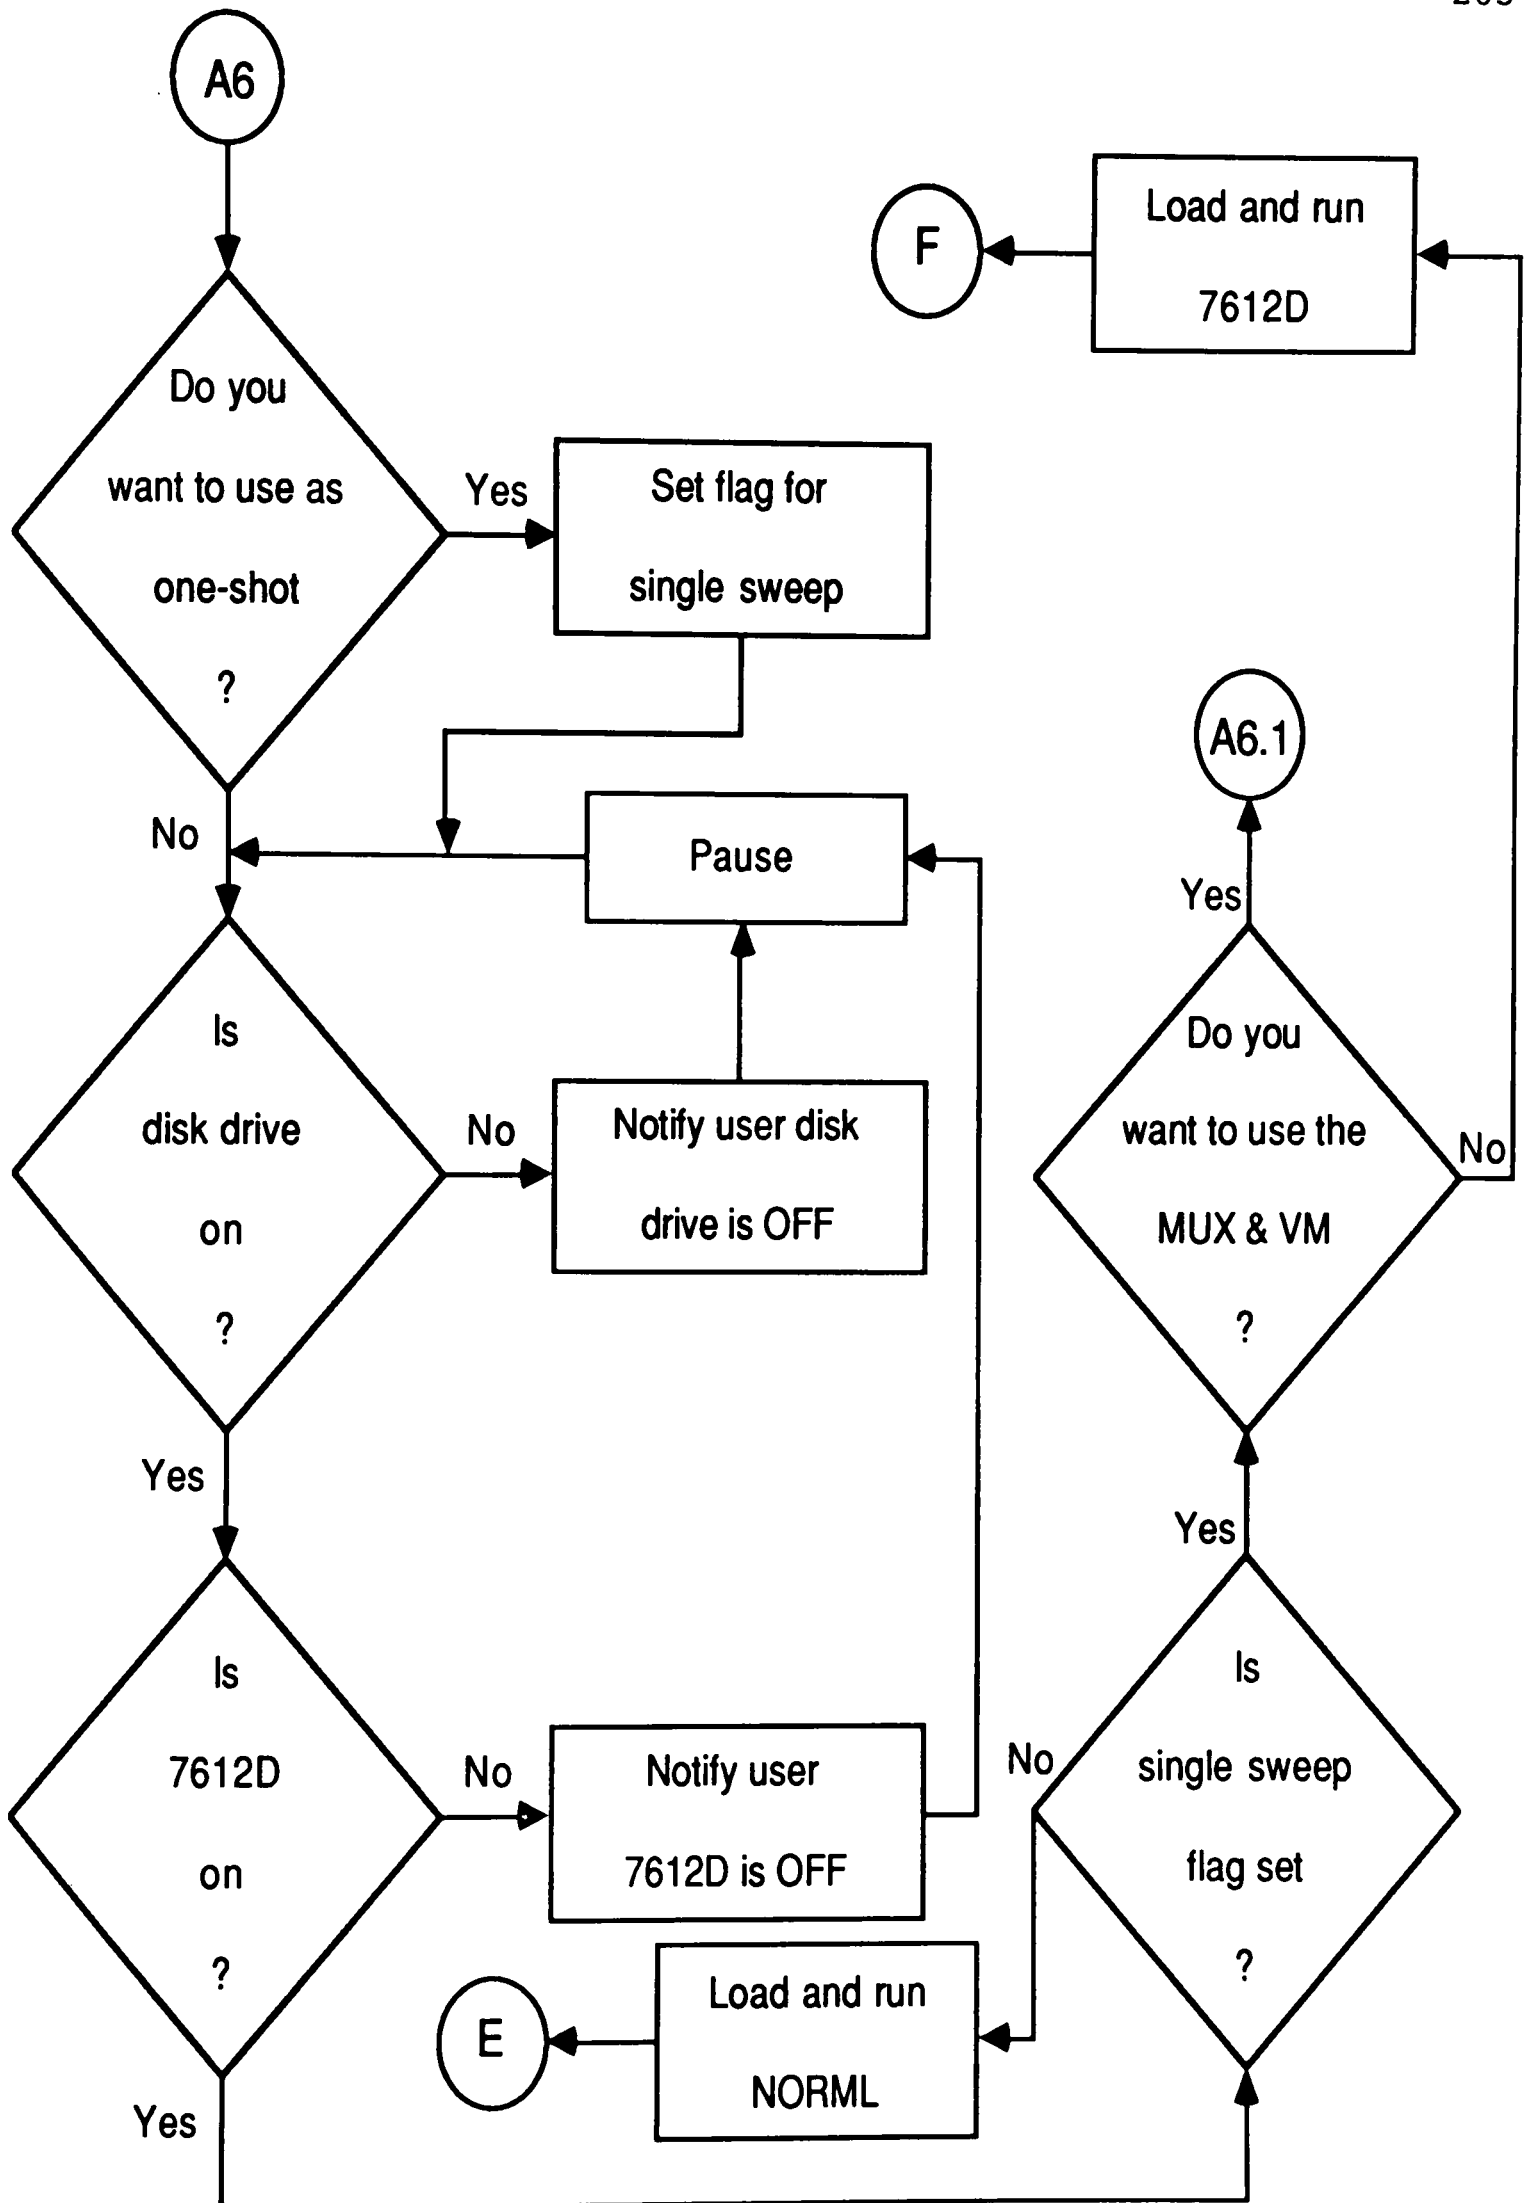 A6
Do you
want to use as
one-shot
?
Yes
Set flag for
single sweep
No
Pause
Is
disk drive
on
?
No
Notify user disk
drive is OFF
Yes
Is
7612D
on
?
No
Notify user
7612D is OFF
Yes
Load and run
7612D
F
A6.1
Yes
Do you
want to use the
MUX & VM
?
No
Yes
Is
single sweep
flag set
?
No
Load and run
NORML
E